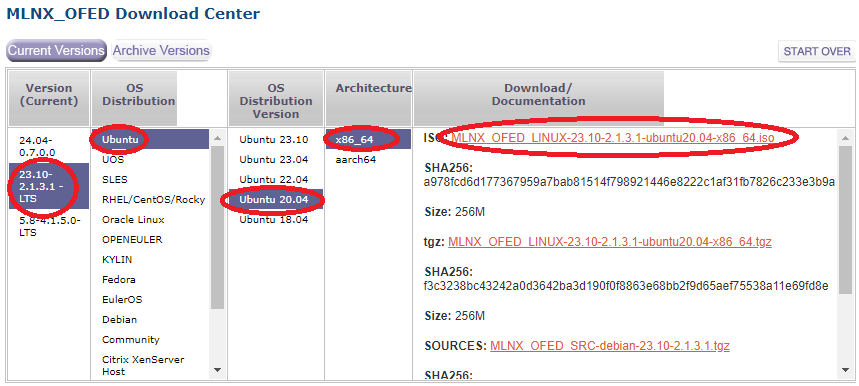 MLNX_OFED Download Center
Current Versions
Archive Versions
START OVER
Version
(Current)
OS
Distribution
OS
Distribution
Version
Architecture
Download/
Documentation
24.04-
0.7.0.0
23.10-
2.1.3.1 -
LTS
5.8-4.1.5.0-
LTS
Ubuntu
UOS
SLES
RHEL/CentOS/Rocky
Oracle Linux
OPENEULER
KYLIN
Fedora
EulerOS
Debian
Community
Citrix XenServer
Host
Ubuntu 23.10
Ubuntu 23.04
Ubuntu 22.04
Ubuntu 20.04
Ubuntu 18.04
x86_64
aarch64
ISO: MLNX_OFED_LINUX-23.10-2.1.3.1-ubuntu20.04-x86_64.iso
SHA256:
a978fcd6d177367959a7bab81514f798921446e8222c1af31fb7826c233e3b9a
Size: 256M
tgz: MLNX_OFED_LINUX-23.10-2.1.3.1-ubuntu20.04-x86_64.tgz
SHA256:
f3c3238bc43242a0d3642ba3d190f0f8863e68bb2f9d65aef75538a11e69fd8e
Size: 256M
SOURCES: MLNX_OFED_SRC-debian-23.10-2.1.3.1.tgz
SHA256: